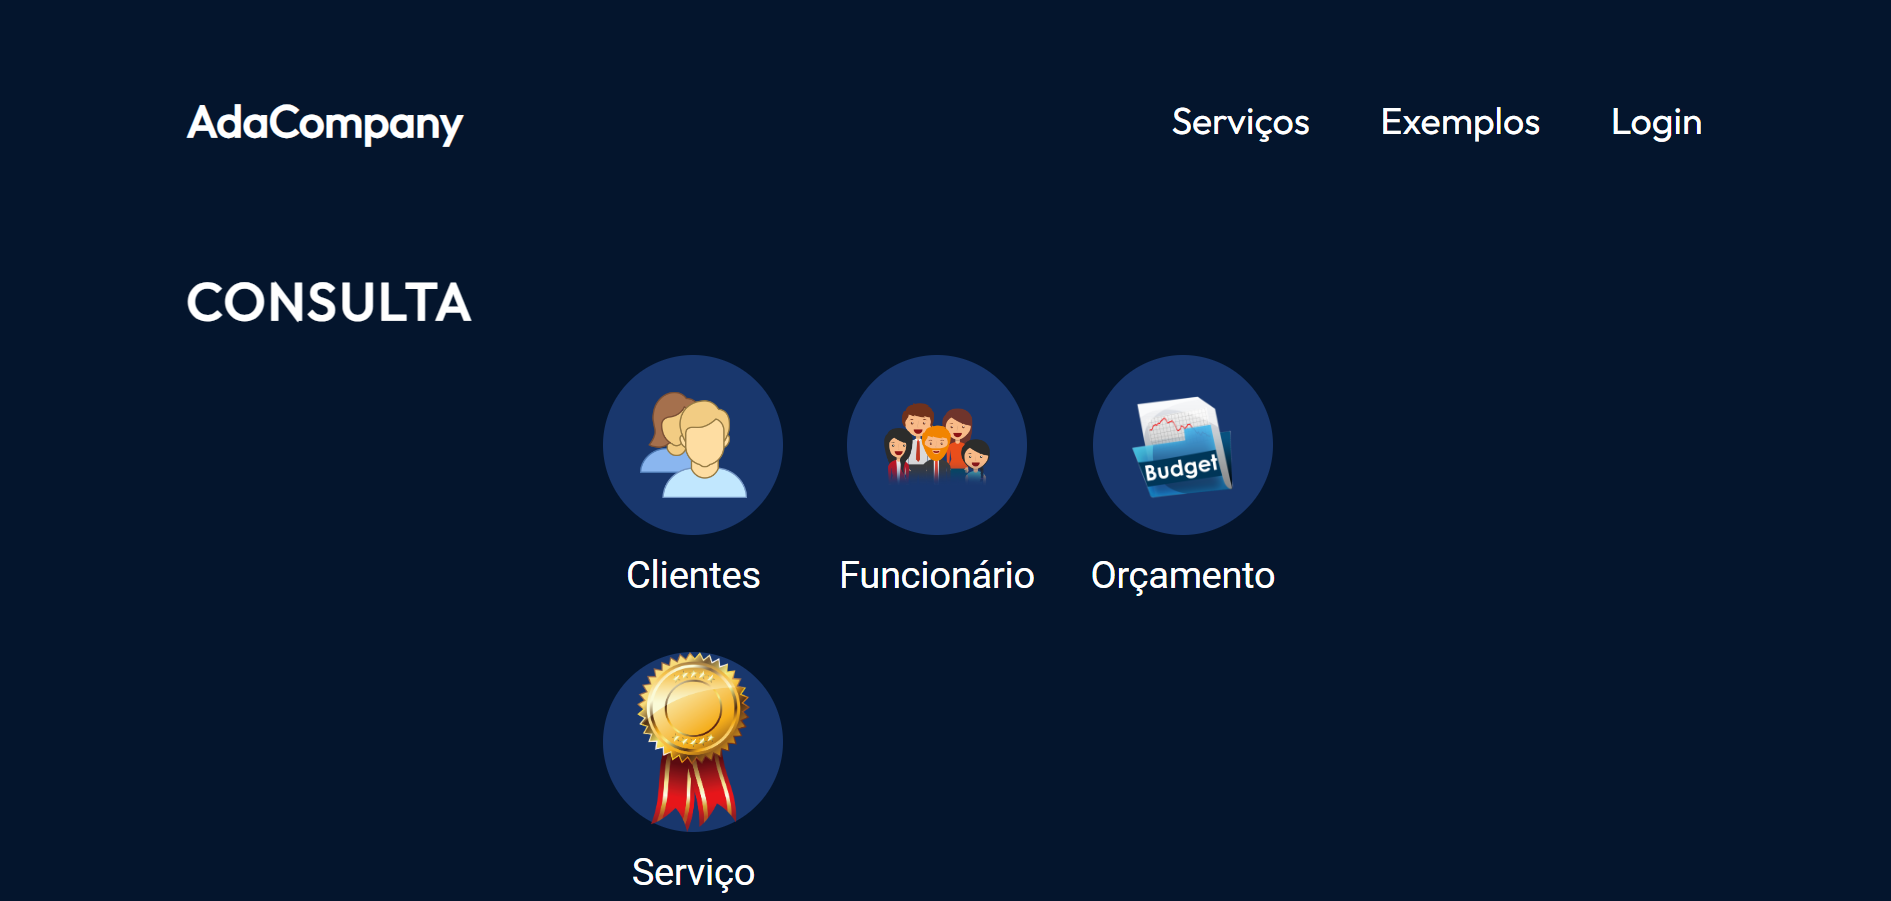 AdaCompany
Serviços Exemplos Login
CONSULTA
Budget
Clientes Funcionário Orçamento
Serviço